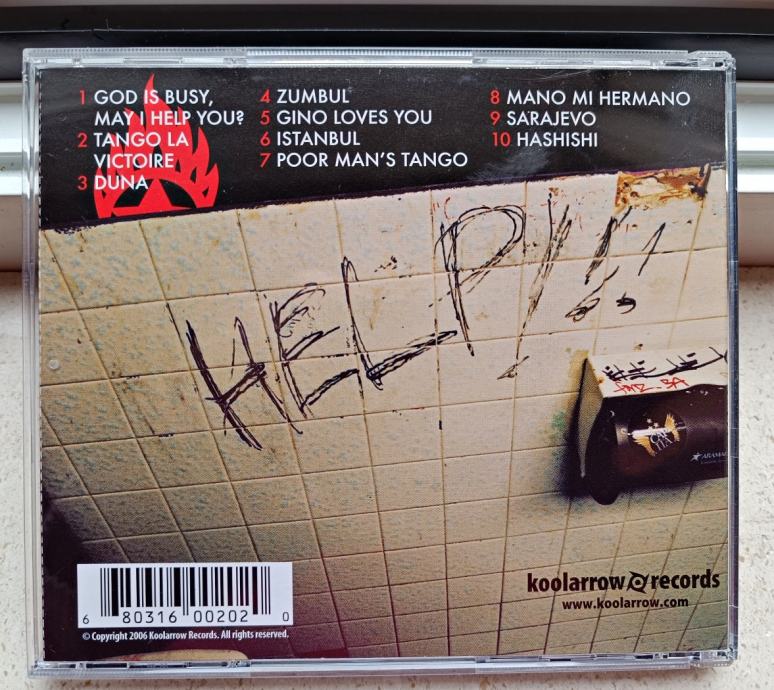 1 GOD IS BUSY,
MAY I HELP YOU?
2 TANGO LA
VICTOIRE
3 DUNA
4 ZUMBUL
5 GINO LOVES YOU
6 ISTANBUL
7 POOR MAN'S TANGO
8 MANO MI HERMANO
9 SARAJEVO
10 HASHISHI
HELP!!!
koolarrow records
www.koolarrow.com
6 80316 00202 0
© Copyright 2006 Koolarrow Records. All rights reserved.